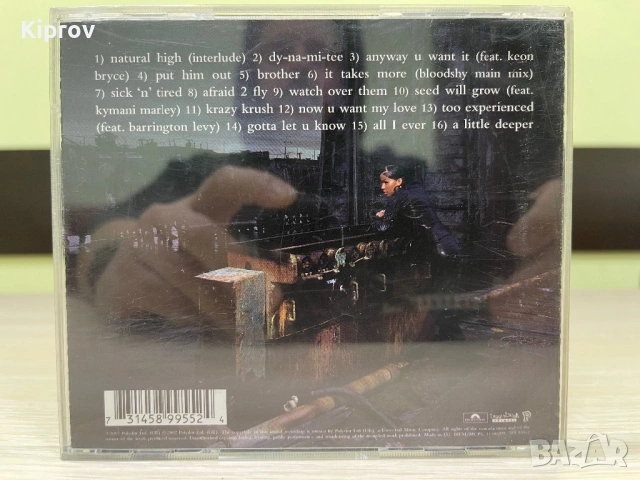 Kiprov
1) natural high (interlude) 2) dy-na-mi-tee 3) anyway u want it (feat. keon
bryce) 4) put him out 5) brother 6) it takes more (bloodshy main mix)
7) sick 'n' tired 8) afraid 2 fly 9) watch over them 10) seed will grow (feat.
kymani marley) 11) krazy krush 12) now u want my love 13) too experienced
(feat. barrington levy) 14) gotta let u know 15) all I ever 16) a little deeper
7 31458 99552 4
BAZAR